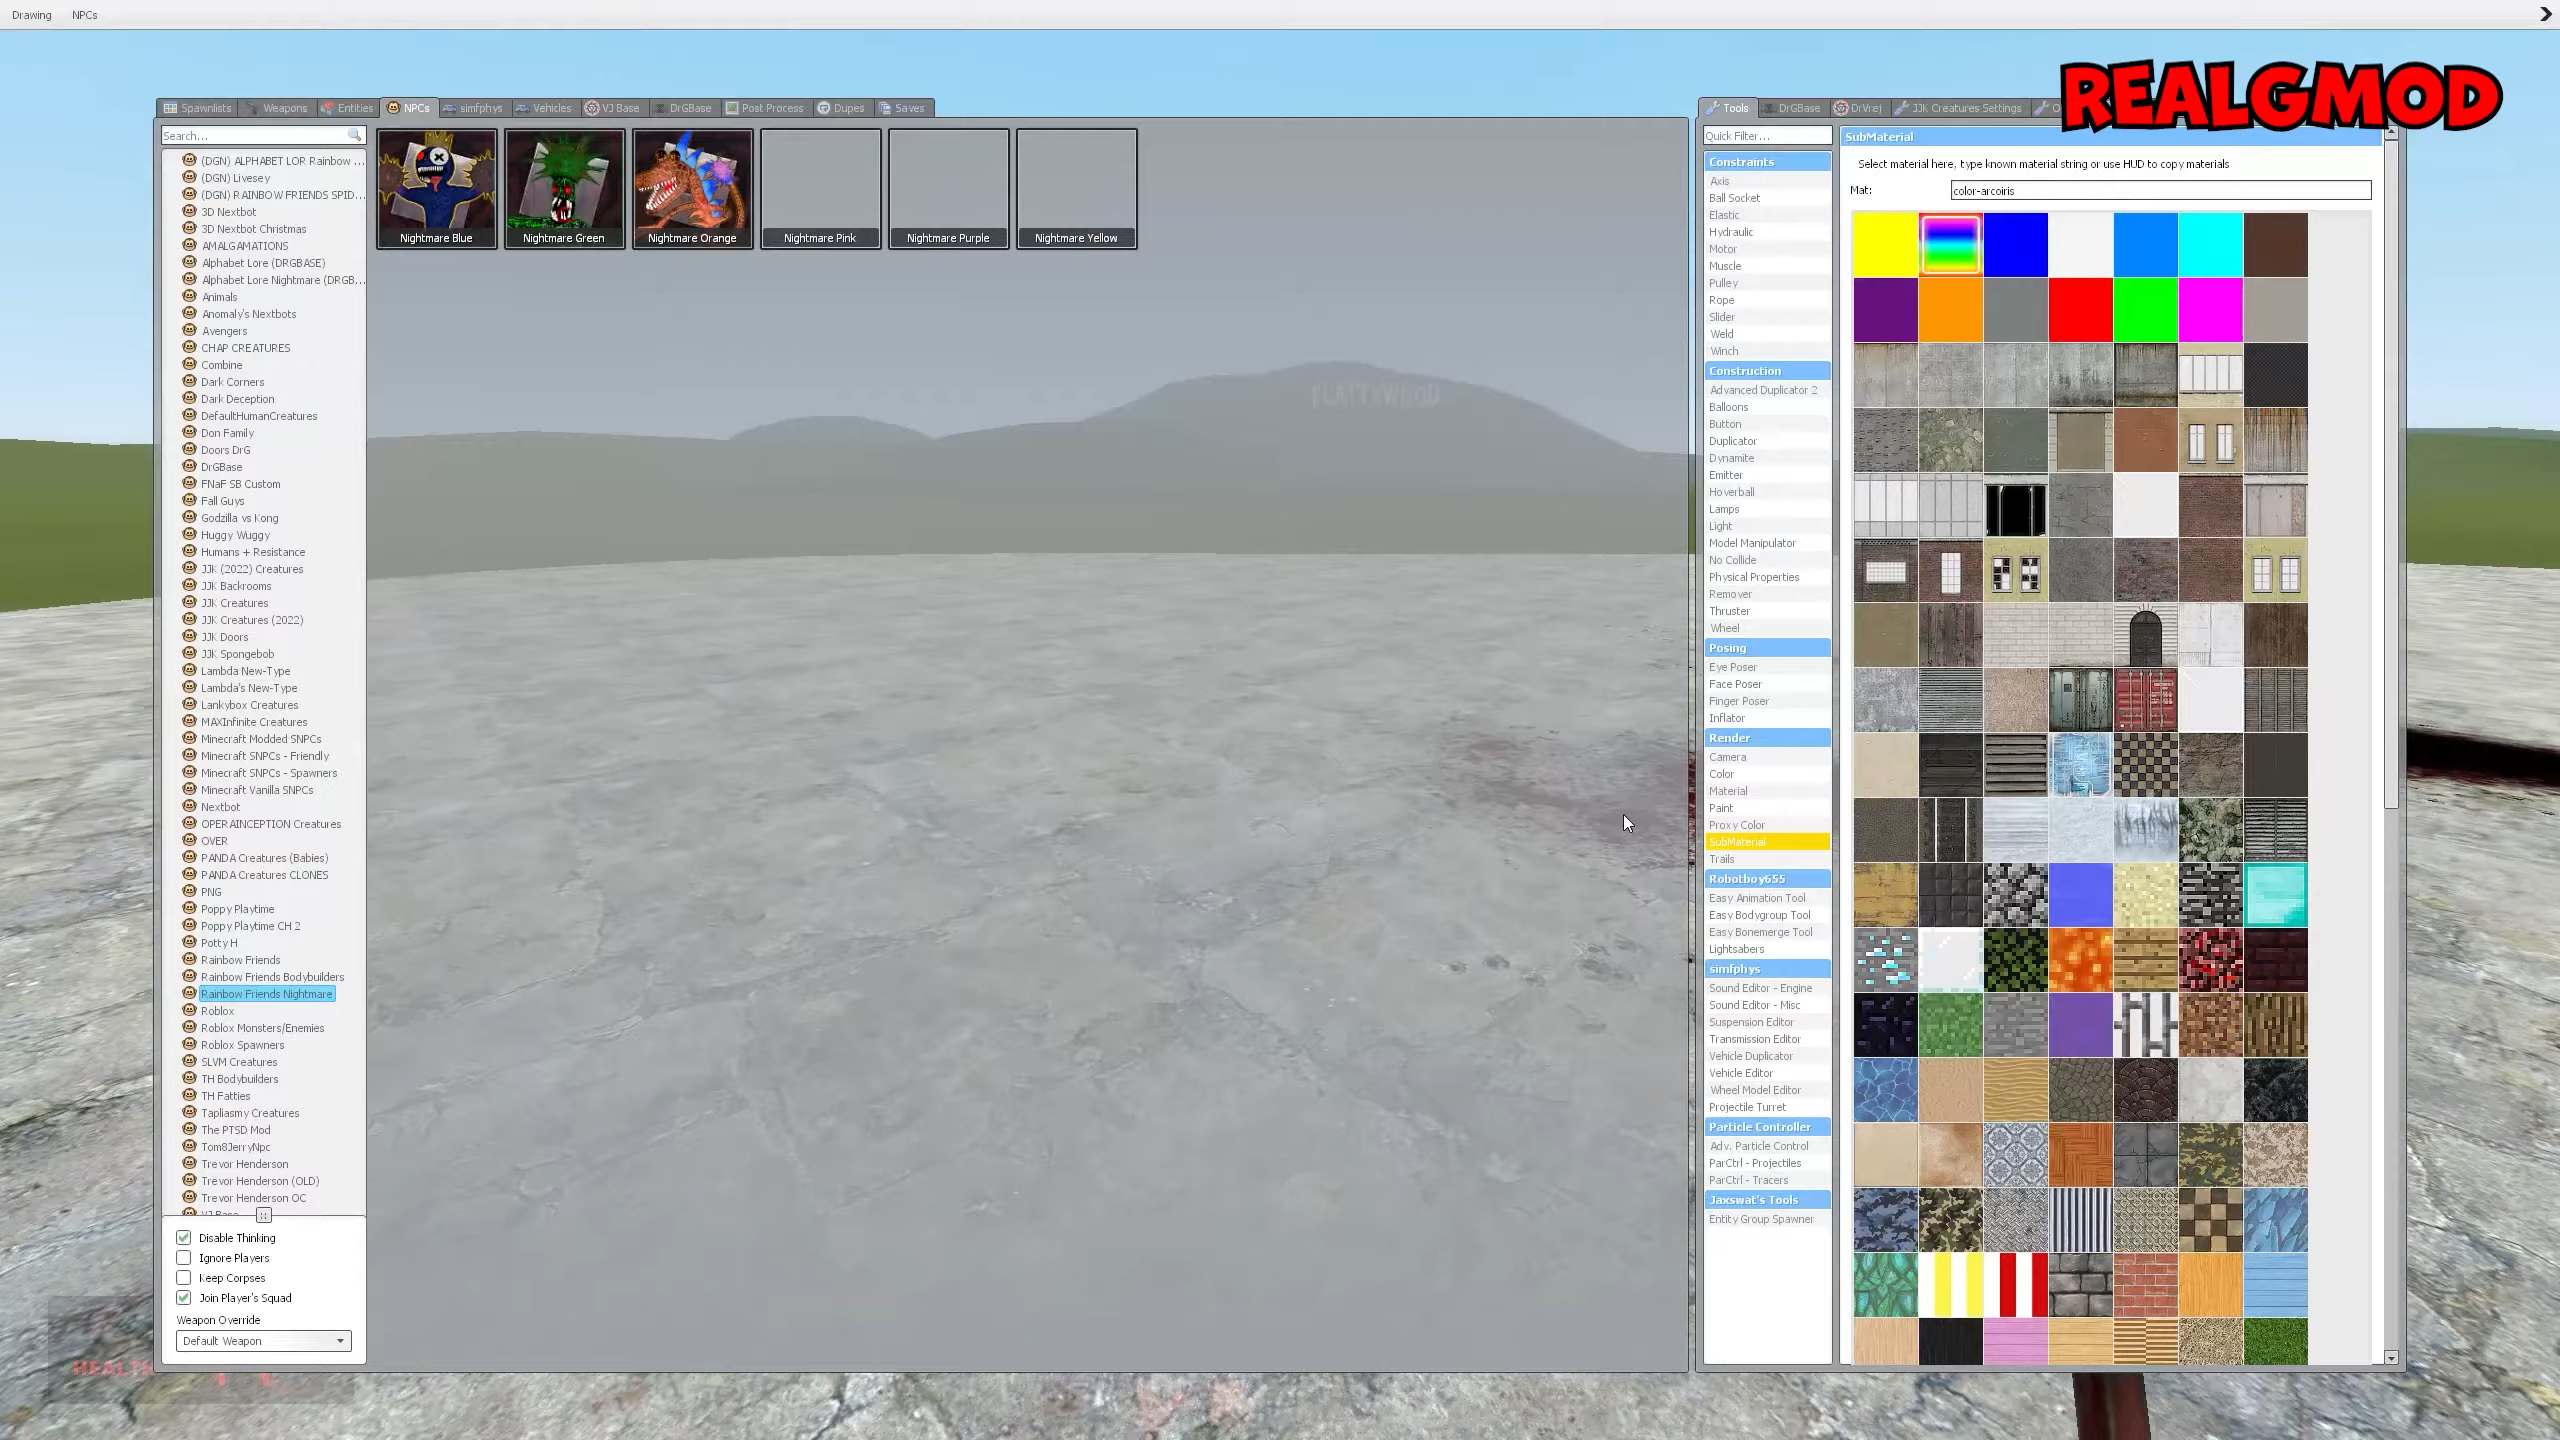 Drawing NPCs
REALGMOD
Spawnlists Weapons Entities NPCs simfphys Vehicles VJ Base DrGBase Post Process Dupes Saves
Search...
(DGN) ALPHABET LOR Rainbow ...
(DGN) Livesey
(DGN) RAINBOW FRIENDS SPID...
3D Nextbot
3D Nextbot Christmas
AMALGAMATIONS
Alphabet Lore (DRGBASE)
Alphabet Lore Nightmare (DRGB...
Animals
Anomaly's Nextbots
Avengers
CHAP CREATURES
Combine
Dark Corners
Dark Deception
DefaultHumanCreatures
Don Family
Doors DrG
DrGBase
FNaF SB Custom
Fall Guys
Godzilla vs Kong
Huggy Wuggy
Humans + Resistance
JJK (2022) Creatures
JJK Backrooms
JJK Creatures
JJK Creatures (2022)
JJK Doors
JJK Spongebob
Lambda New-Type
Lambda's New-Type
Lankybox Creatures
MAXInfinite Creatures
Minecraft Modded SNPCs
Minecraft SNPCs - Friendly
Minecraft SNPCs - Spawners
Minecraft Vanilla SNPCs
Nextbot
OPERAINCEPTION Creatures
OVER
PANDA Creatures (Babies)
PANDA Creatures CLONES
PNG
Poppy Playtime
Poppy Playtime CH 2
Potty H
Rainbow Friends
Rainbow Friends Bodybuilders
Rainbow Friends Nightmare
Roblox
Roblox Monsters/Enemies
Roblox Spawners
SLVM Creatures
TH Bodybuilders
TH Fatties
Tapliasmy Creatures
The PTSD Mod
Tom8JerryNpc
Trevor Henderson
Trevor Henderson (OLD)
Trevor Henderson OC
VJ Base
Disable Thinking
Ignore Players
Keep Corpses
Join Player's Squad
Weapon Override
Default Weapon
HEALTH
Nightmare Blue
Nightmare Green
Nightmare Orange
Nightmare Pink
Nightmare Purple
Nightmare Yellow
FLATTYWOOD
Tools DrGBase DrVrej JJK Creatures Settings
Quick Filter...
Constraints
Axis
Ball Socket
Elastic
Hydraulic
Motor
Muscle
Pulley
Rope
Slider
Weld
Winch
Construction
Advanced Duplicator 2
Balloons
Button
Duplicator
Dynamite
Emitter
Hoverball
Lamps
Light
Model Manipulator
No Collide
Physical Properties
Remover
Thruster
Wheel
Posing
Eye Poser
Face Poser
Finger Poser
Inflator
Render
Camera
Color
Material
Paint
Proxy Color
SubMaterial
Trails
Robotboy655
Easy Animation Tool
Easy Bodygroup Tool
Easy Bonemerge Tool
Lightsabers
simfphys
Sound Editor - Engine
Sound Editor - Misc
Suspension Editor
Transmission Editor
Vehicle Duplicator
Vehicle Editor
Wheel Model Editor
Projectile Turret
Particle Controller
Adv. Particle Control
ParCtrl - Projectiles
ParCtrl - Tracers
Jaxswat's Tools
Entity Group Spawner
SubMaterial
Select material here, type known material string or use HUD to copy materials
Mat: color-arcoiris